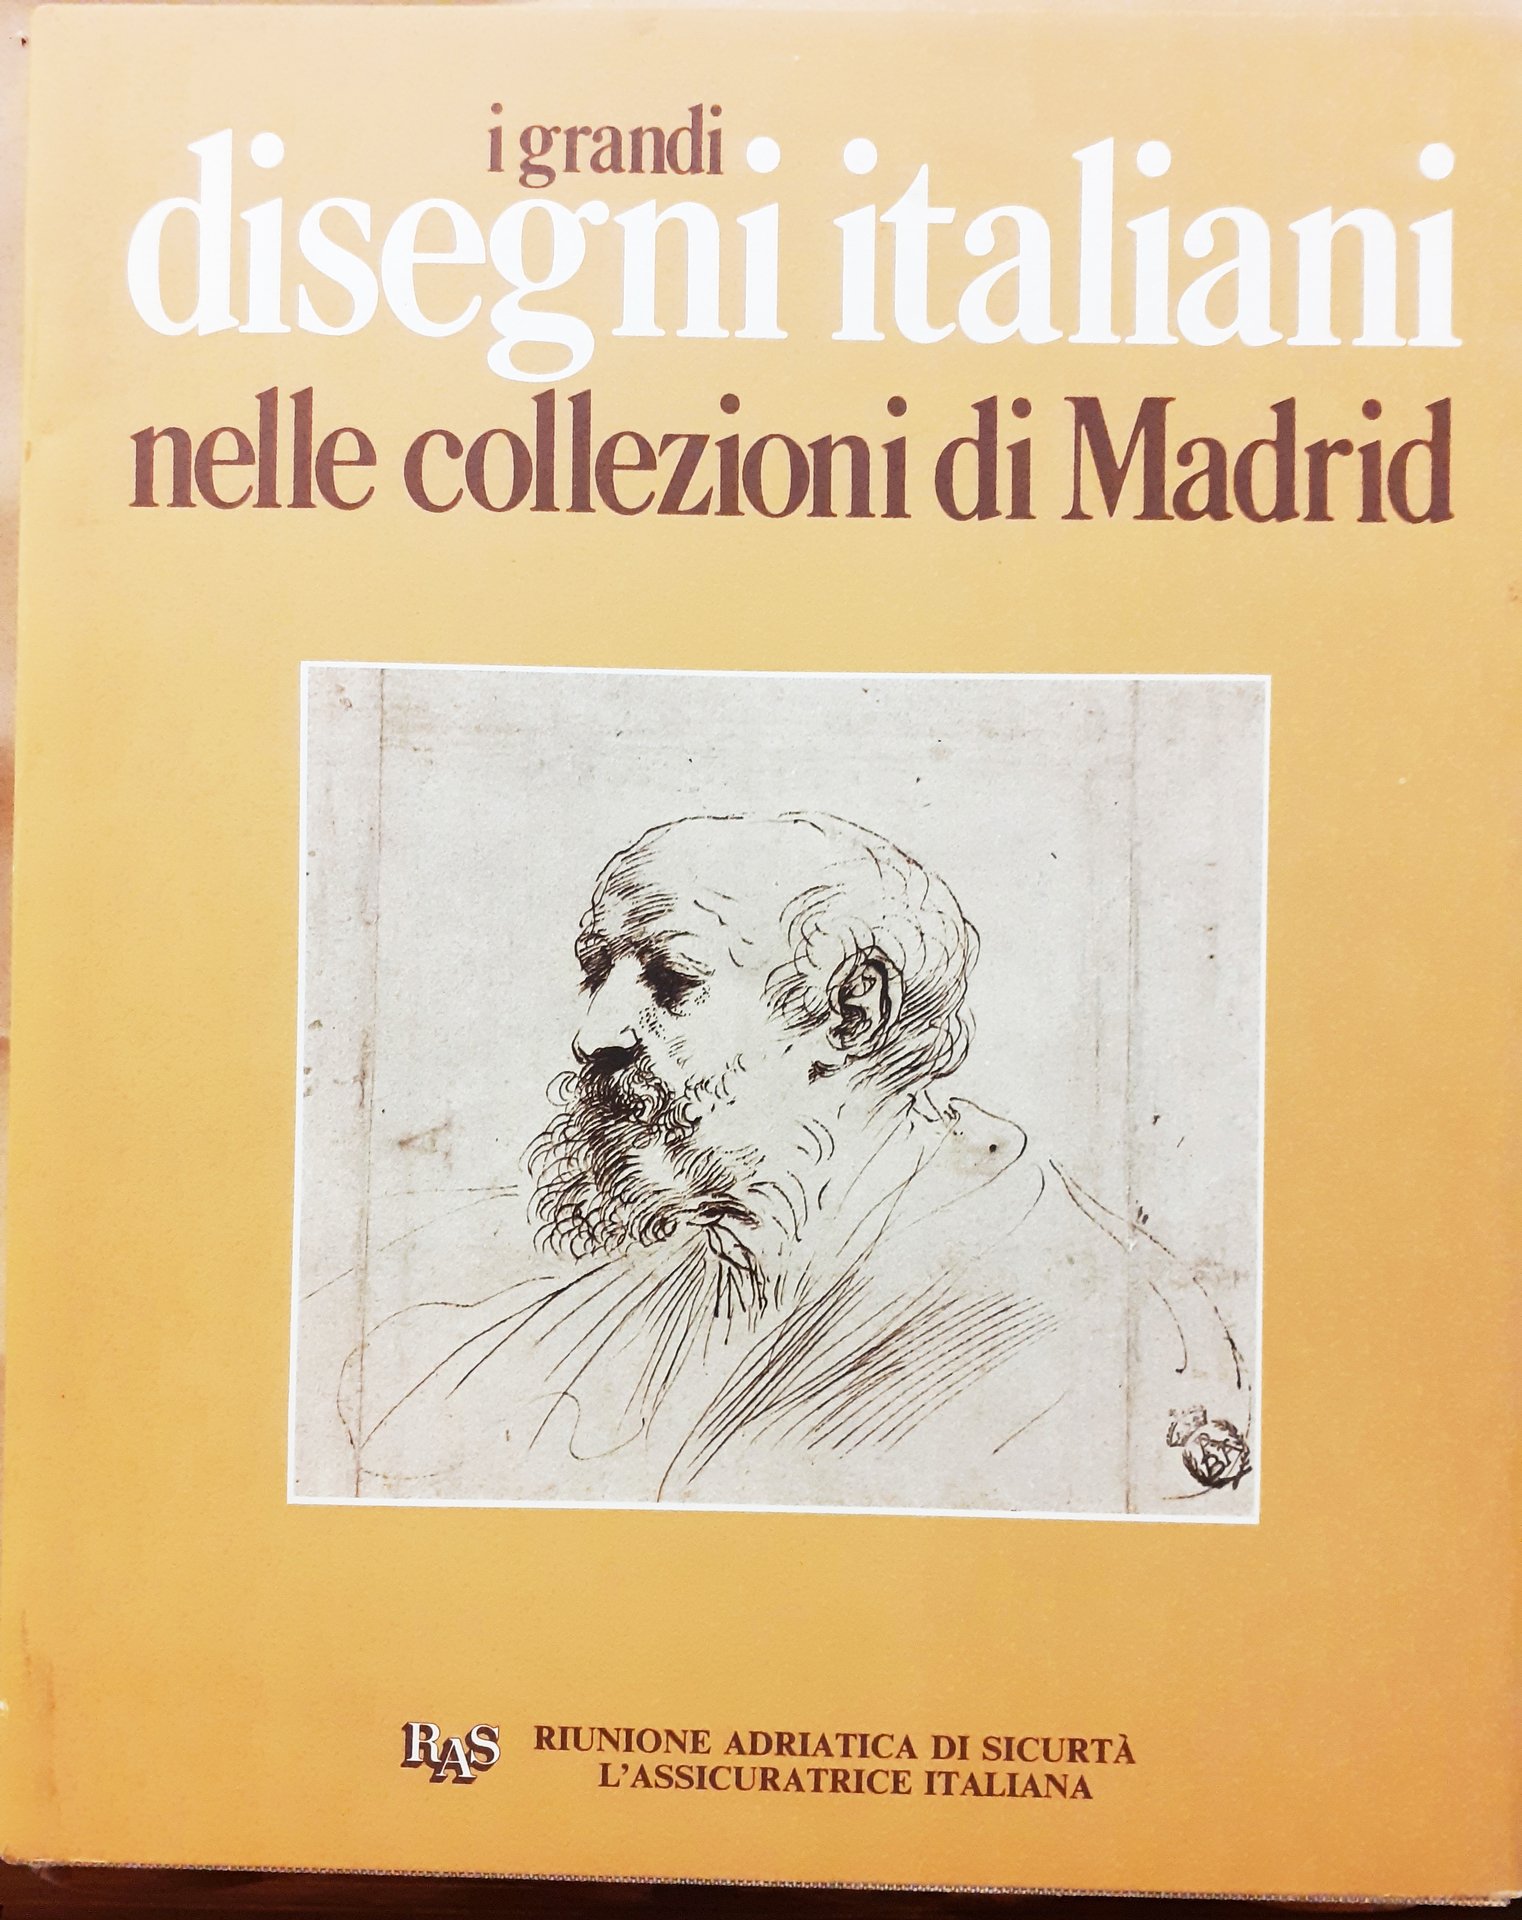 i grandi
disegni italiani
nelle collezioni di Madrid
RAS
RIUNIONE ADRIATICA DI SICURTÀ
L'ASSICURATRICE ITALIANA